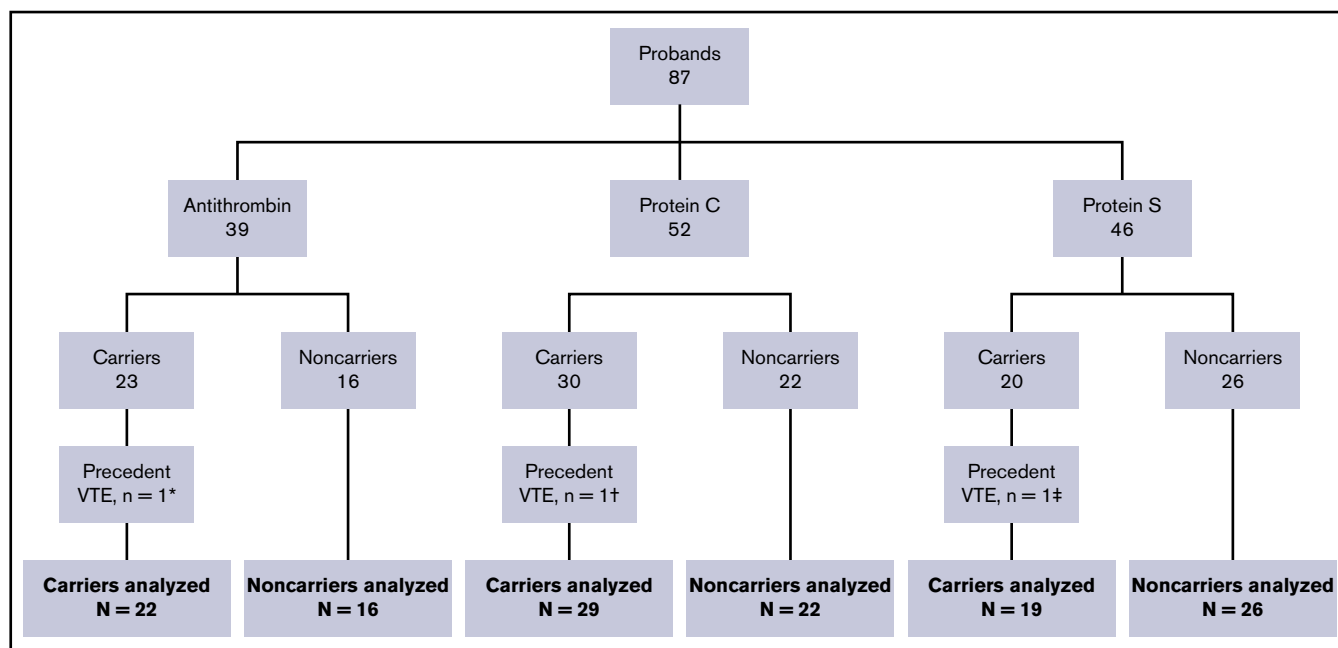 Probands
87
Antithrombin
39
Protein C
52
Protein S
46
Carriers
23
Noncarriers
16
Carriers
30
Noncarriers
22
Carriers
20
Noncarriers
26
Precedent
VTE, n = 1*
Precedent
VTE, n = 1†
Precedent
VTE, n = 1‡
Carriers analyzed
N = 22
Noncarriers analyzed
N = 16
Carriers analyzed
N = 29
Noncarriers analyzed
N = 22
Carriers analyzed
N = 19
Noncarriers analyzed
N = 26